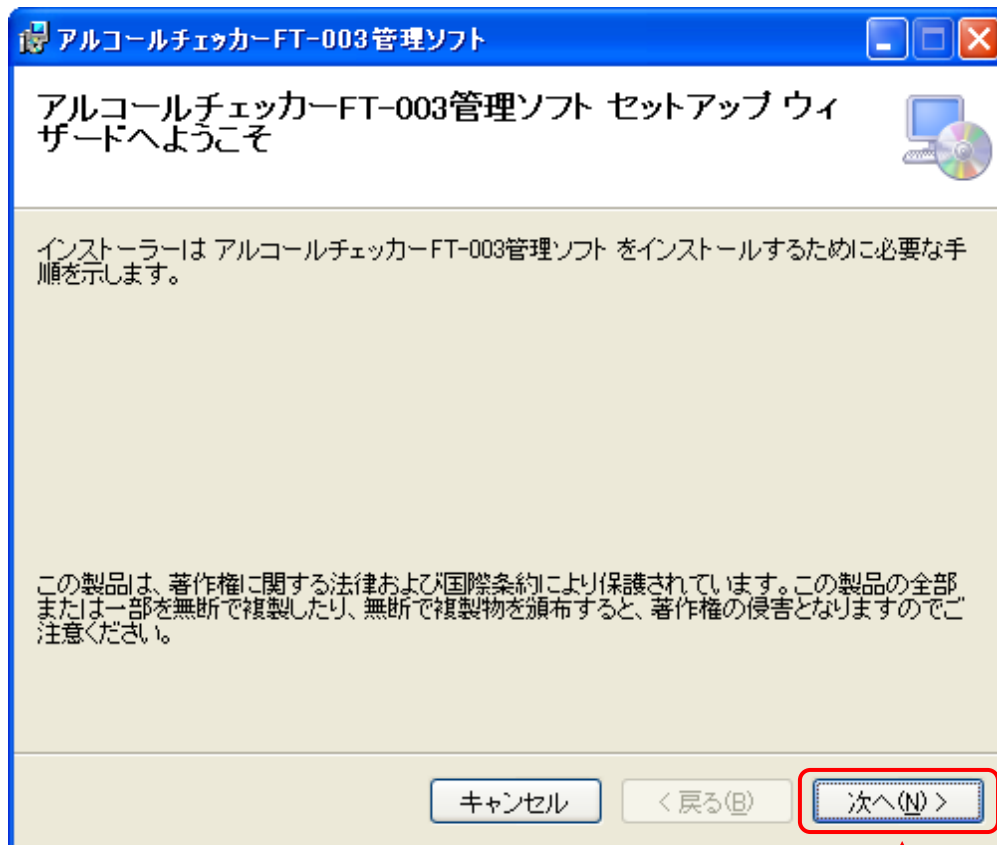 アルコールチェッカーFT-003管理ソフト
アルコールチェッカーFT-003管理ソフト セットアップ ウィ
ザードへようこそ
インストーラーは アルコールチェッカーFT-003管理ソフト をインストールするために必要な手
順を示します。
この製品は、著作権に関する法律および国際条約により保護されています。この製品の全部
または一部を無断で複製したり、無断で複製物を頒布すると、著作権の侵害となりますのでご
注意ください。
キャンセル < 戻る(B) 次へ(N) >